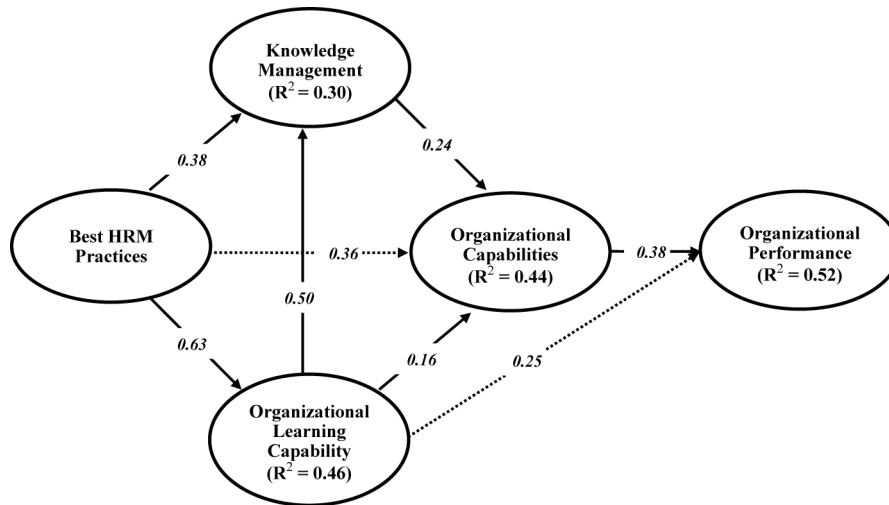 Knowledge
Management
(R² = 0.30)
0.38
0.24
Best HRM
Practices
0.36
Organizational
Capabilities
(R² = 0.44)
0.38
Organizational
Performance
(R² = 0.52)
0.50
0.63
0.16
0.25
Organizational
Learning
Capability
(R² = 0.46)